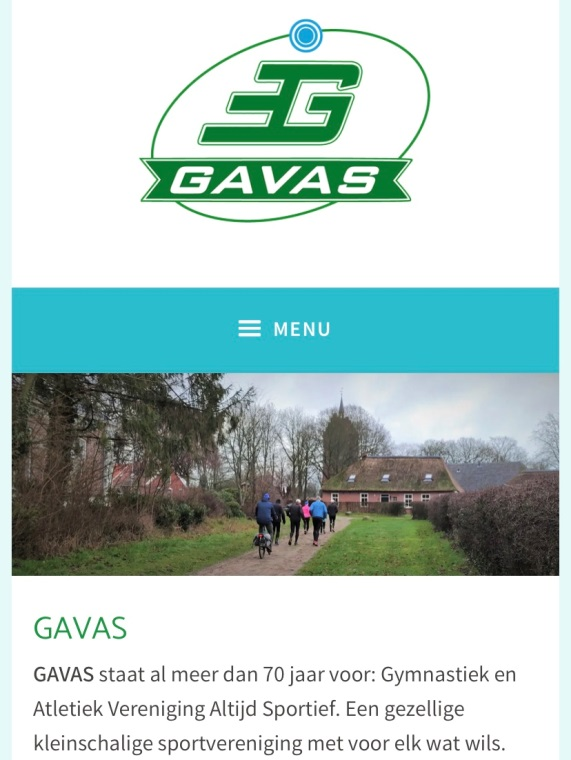 GAVAS
MENU
GAVAS
GAVAS staat al meer dan 70 jaar voor: Gymnastiek en
Atletiek Vereniging Altijd Sportief. Een gezellige
kleinschalige sportvereniging met voor elk wat wils.